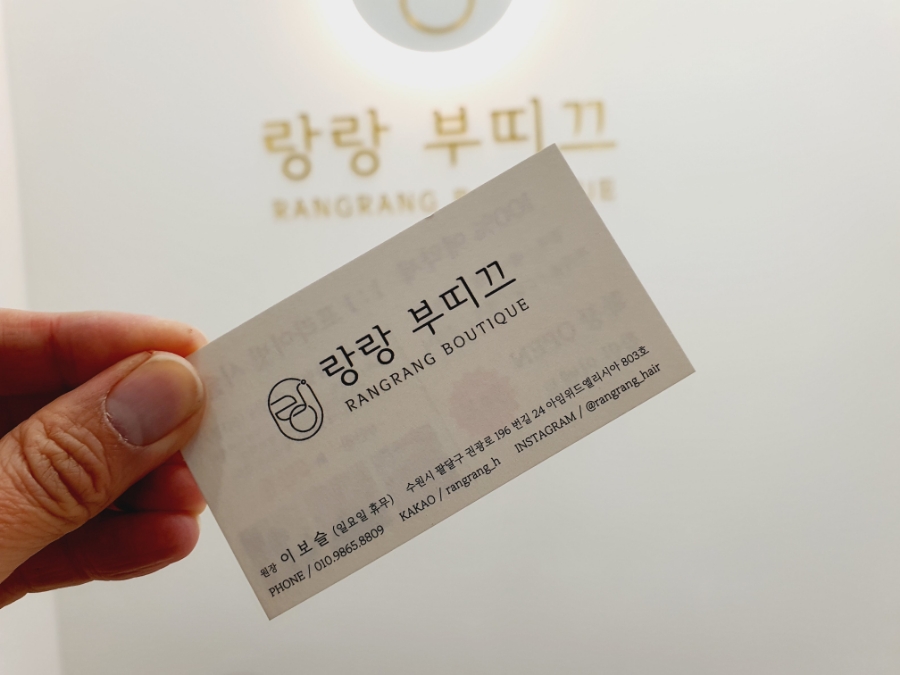 랑랑 부띠끄
RANGRANG
랑랑 부띠끄
RANGRANG BOUTIQUE
원장 이보슬 (일요일 휴무) 수원시 팔달구 권광로 196 번길 24 아임위드엘리시아 803호
PHONE / 010.9865.8809 KAKAO / rangrang_h INSTAGRAM / @rangrang_hair